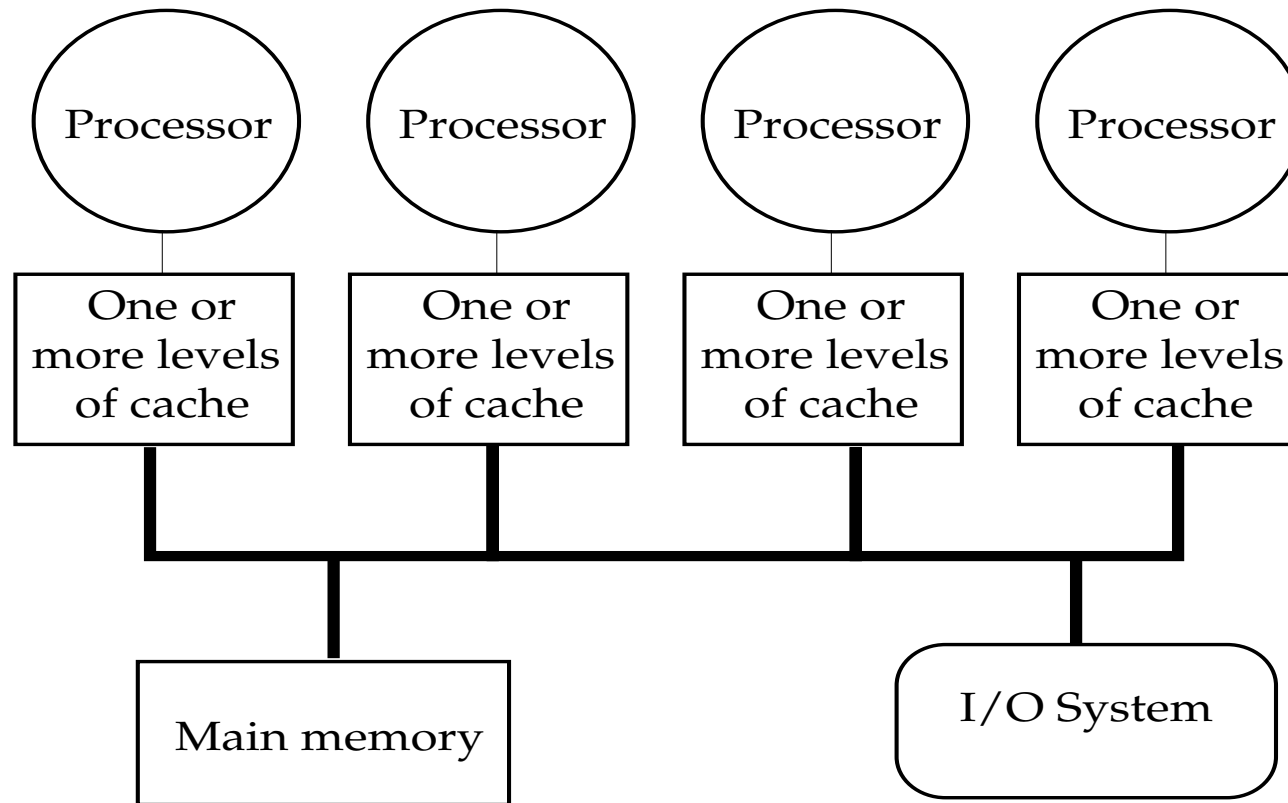 Processor
Processor
Processor
Processor
One or
more levels
of cache
One or
more levels
of cache
One or
more levels
of cache
One or
more levels
of cache
Main memory
I/O System